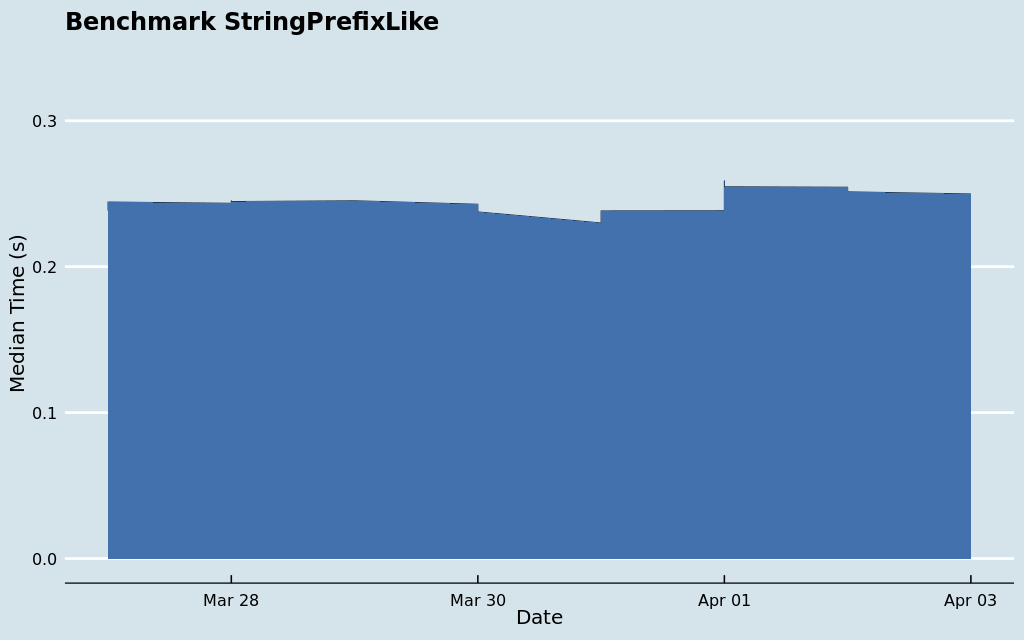 Benchmark StringPrefixLike
0.3
0.2
0.1
0.0
Median Time (s)
Mar 28
Mar 30
Apr 01
Apr 03
Date